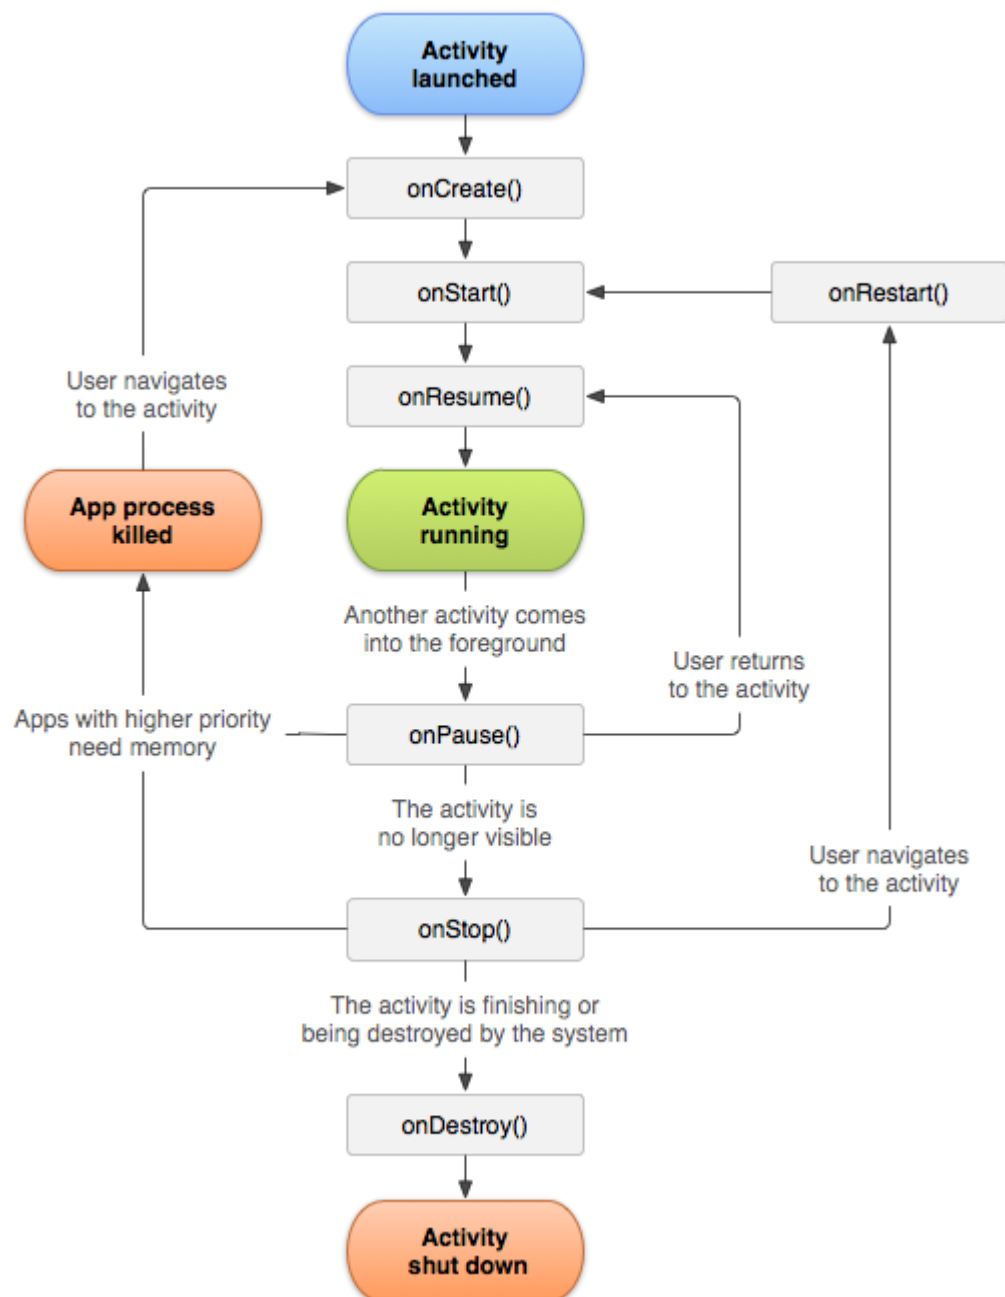 Activity
launched
onCreate()
onStart()
onRestart()
User navigates
to the activity
onResume()
App process
killed
Activity
running
Another activity comes
into the foreground
User returns
to the activity
Apps with higher priority
need memory
onPause()
The activity is
no longer visible
User navigates
to the activity
onStop()
The activity is finishing or
being destroyed by the system
onDestroy()
Activity
shut down